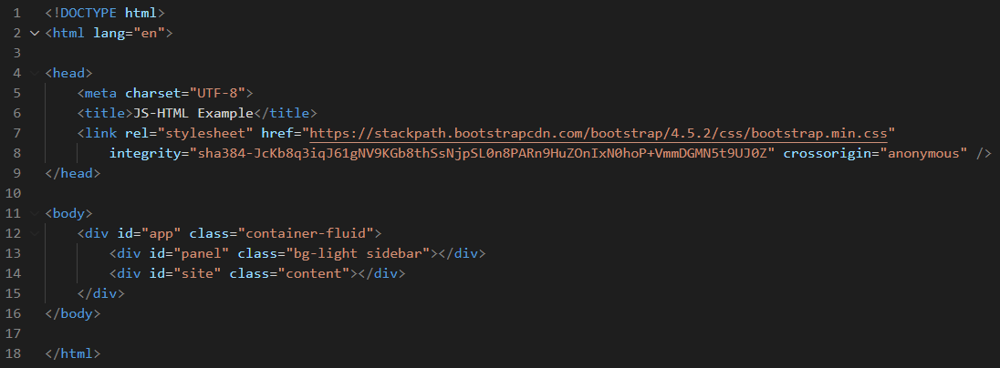 1 <!DOCTYPE html>
2 <html lang="en">
3
4 <head>
5 <meta charset="UTF-8">
6 <title>JS-HTML Example</title>
7 <link rel="stylesheet" href="https://stackpath.bootstrapcdn.com/bootstrap/4.5.2/css/bootstrap.min.css"
8 integrity="sha384-JcKb8q3iqJ61gNV9KGb8thSsNjpSL0n8PARn9HuZOnIxN0hoP+VmmDGMN5t9UJ0Z" crossorigin="anonymous" />
9 </head>
10
11 <body>
12 <div id="app" class="container-fluid">
13 <div id="panel" class="bg-light sidebar"></div>
14 <div id="site" class="content"></div>
15 </div>
16 </body>
17
18 </html>